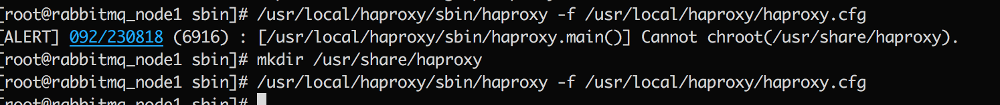 [root@rabbitmq_node1 sbin]# /usr/local/haproxy/sbin/haproxy -f /usr/local/haproxy/haproxy.cfg
[ALERT] 092/230818 (6916) : [/usr/local/haproxy/sbin/haproxy.main()] Cannot chroot(/usr/share/haproxy).
[root@rabbitmq_node1 sbin]# mkdir /usr/share/haproxy
[root@rabbitmq_node1 sbin]# /usr/local/haproxy/sbin/haproxy -f /usr/local/haproxy/haproxy.cfg
[root@rabbitmq_node1 sbin]#